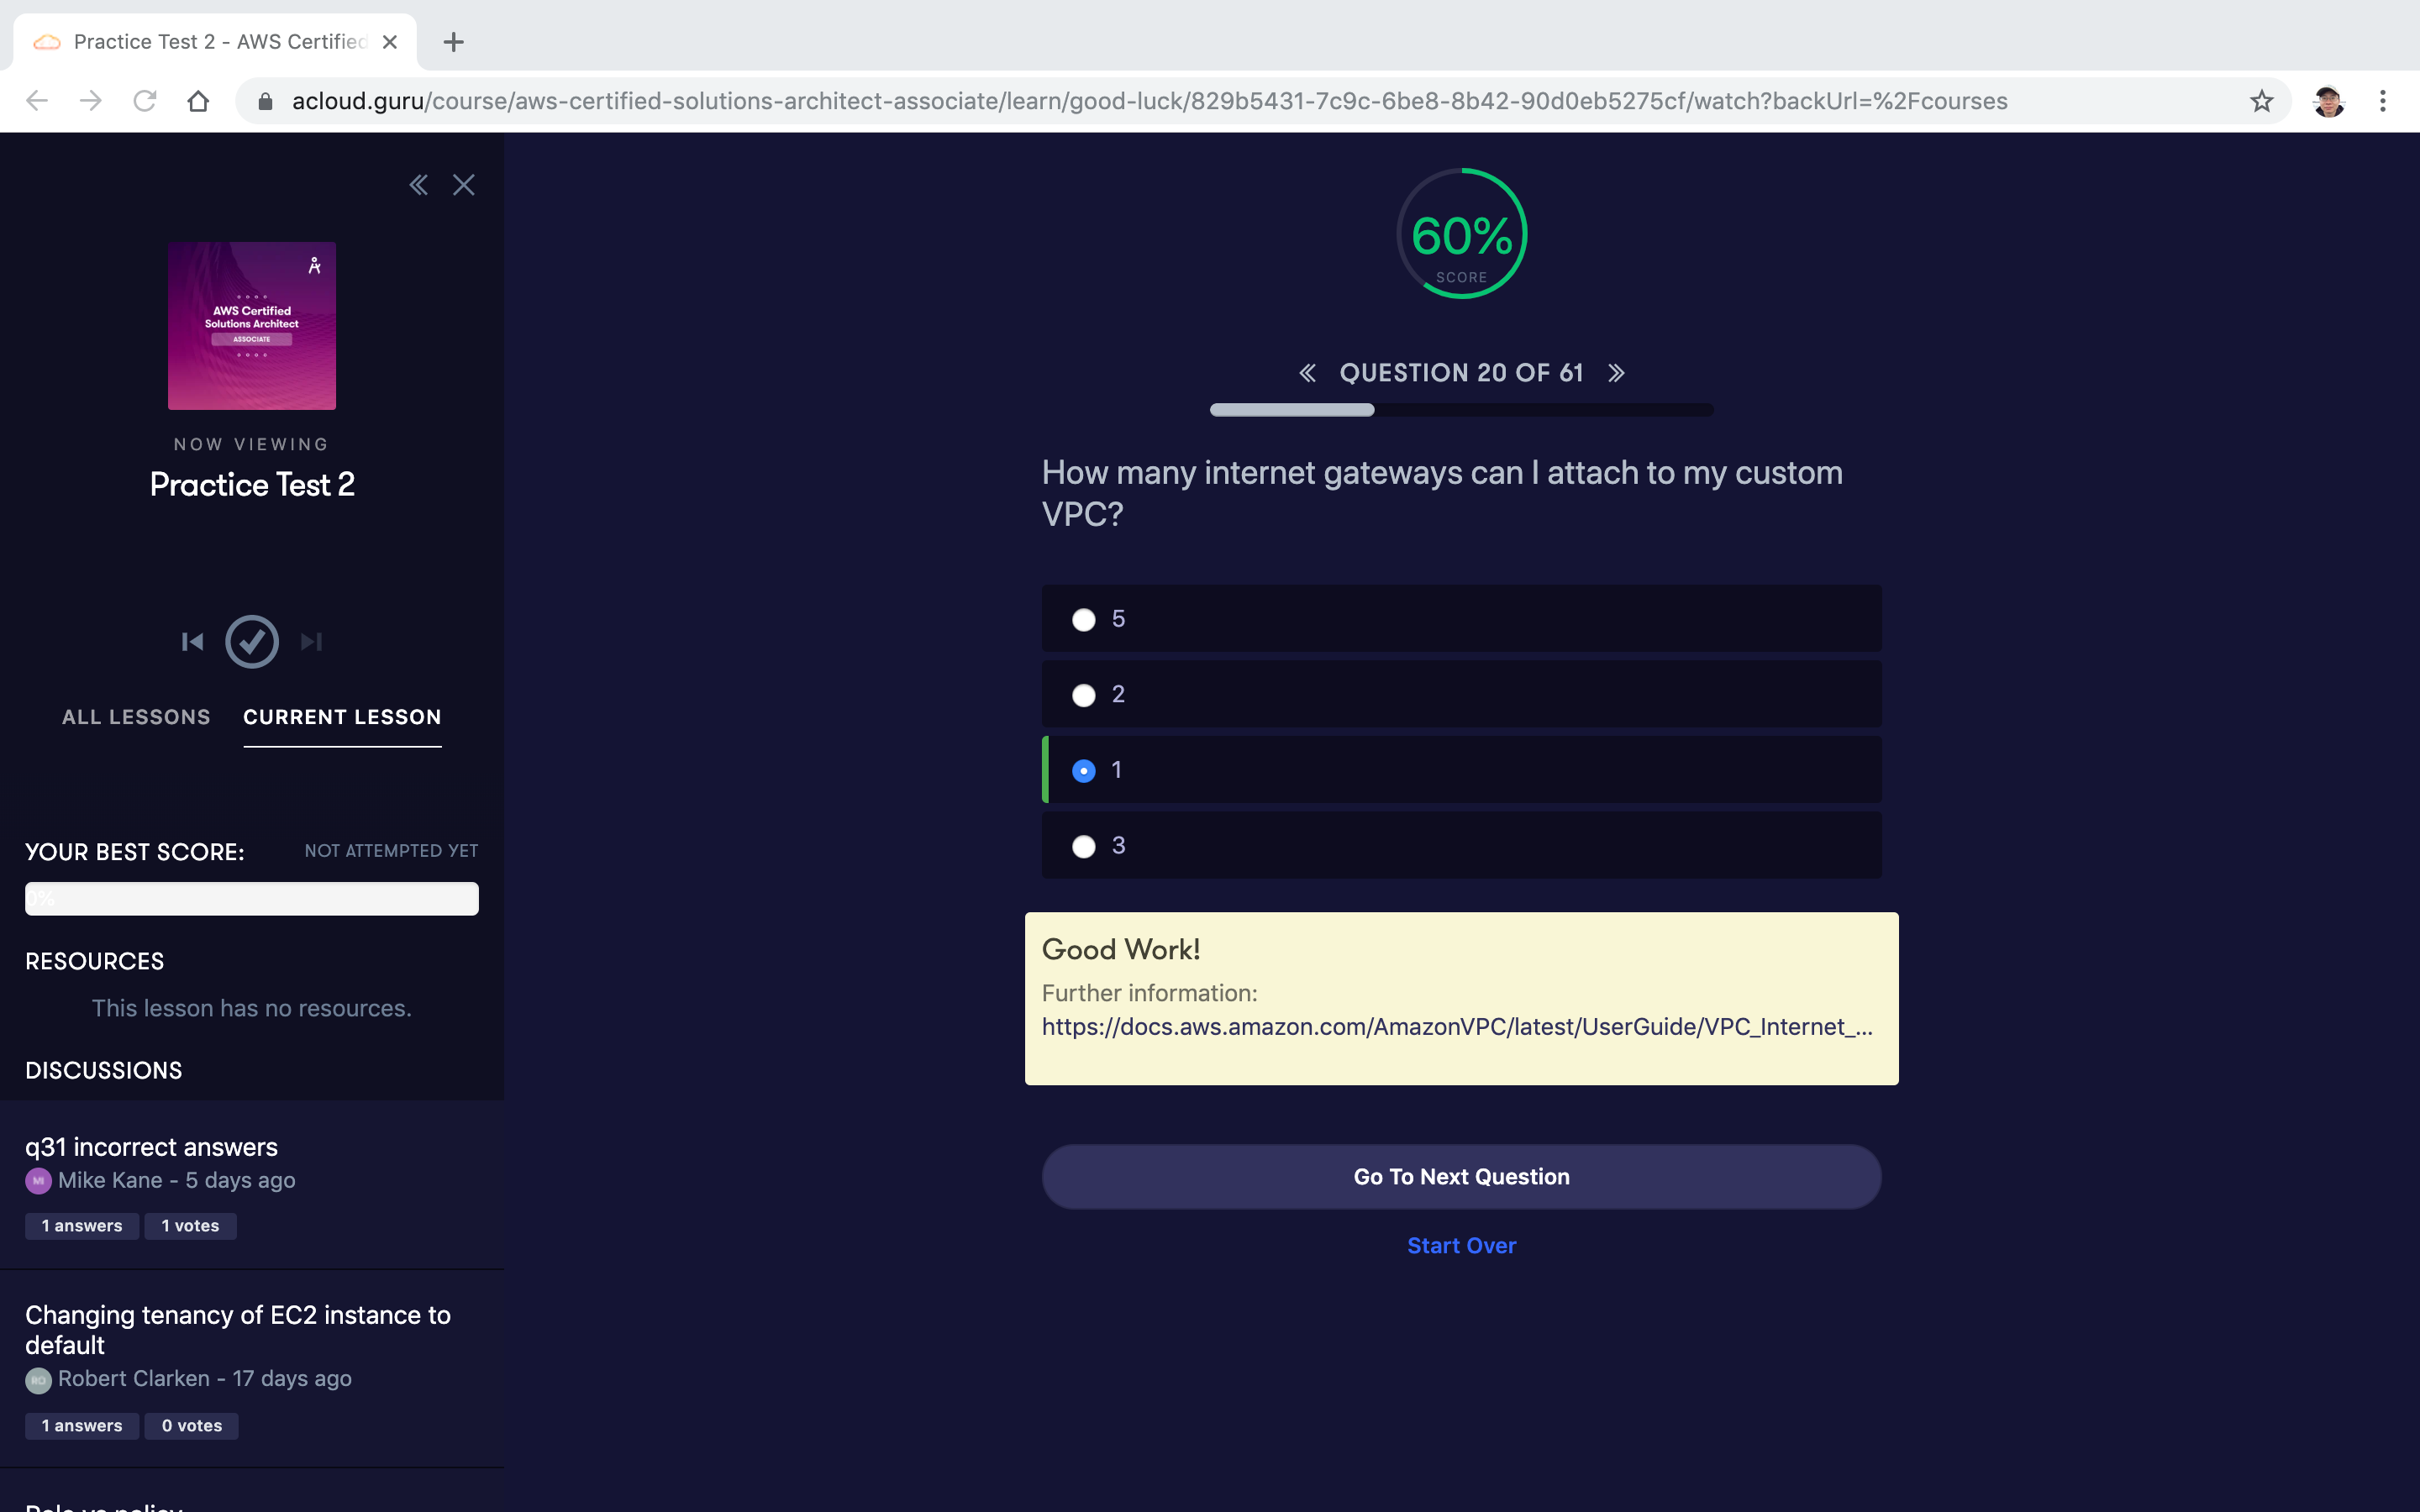 Practice Test 2 - AWS Certified
acloud.guru/course/aws-certified-solutions-architect-associate/learn/good-luck/829b5431-7c9c-6be8-8b42-90d0eb5275cf/watch?backUrl=%2Fcourses
AWS Certified
Solutions Architect
ASSOCIATE
NOW VIEWING
Practice Test 2
ALL LESSONS
CURRENT LESSON
YOUR BEST SCORE:
NOT ATTEMPTED YET
0%
RESOURCES
This lesson has no resources.
DISCUSSIONS
q31 incorrect answers
MI
Mike Kane - 5 days ago
1 answers
1 votes
Changing tenancy of EC2 instance to
default
RO
Robert Clarken - 17 days ago
1 answers
0 votes
Role vs policy
60%
SCORE
QUESTION 20 OF 61
How many internet gateways can I attach to my custom
VPC?
5
2
1
3
Good Work!
Further information:
https://docs.aws.amazon.com/AmazonVPC/latest/UserGuide/VPC_Internet_...
Go To Next Question
Start Over